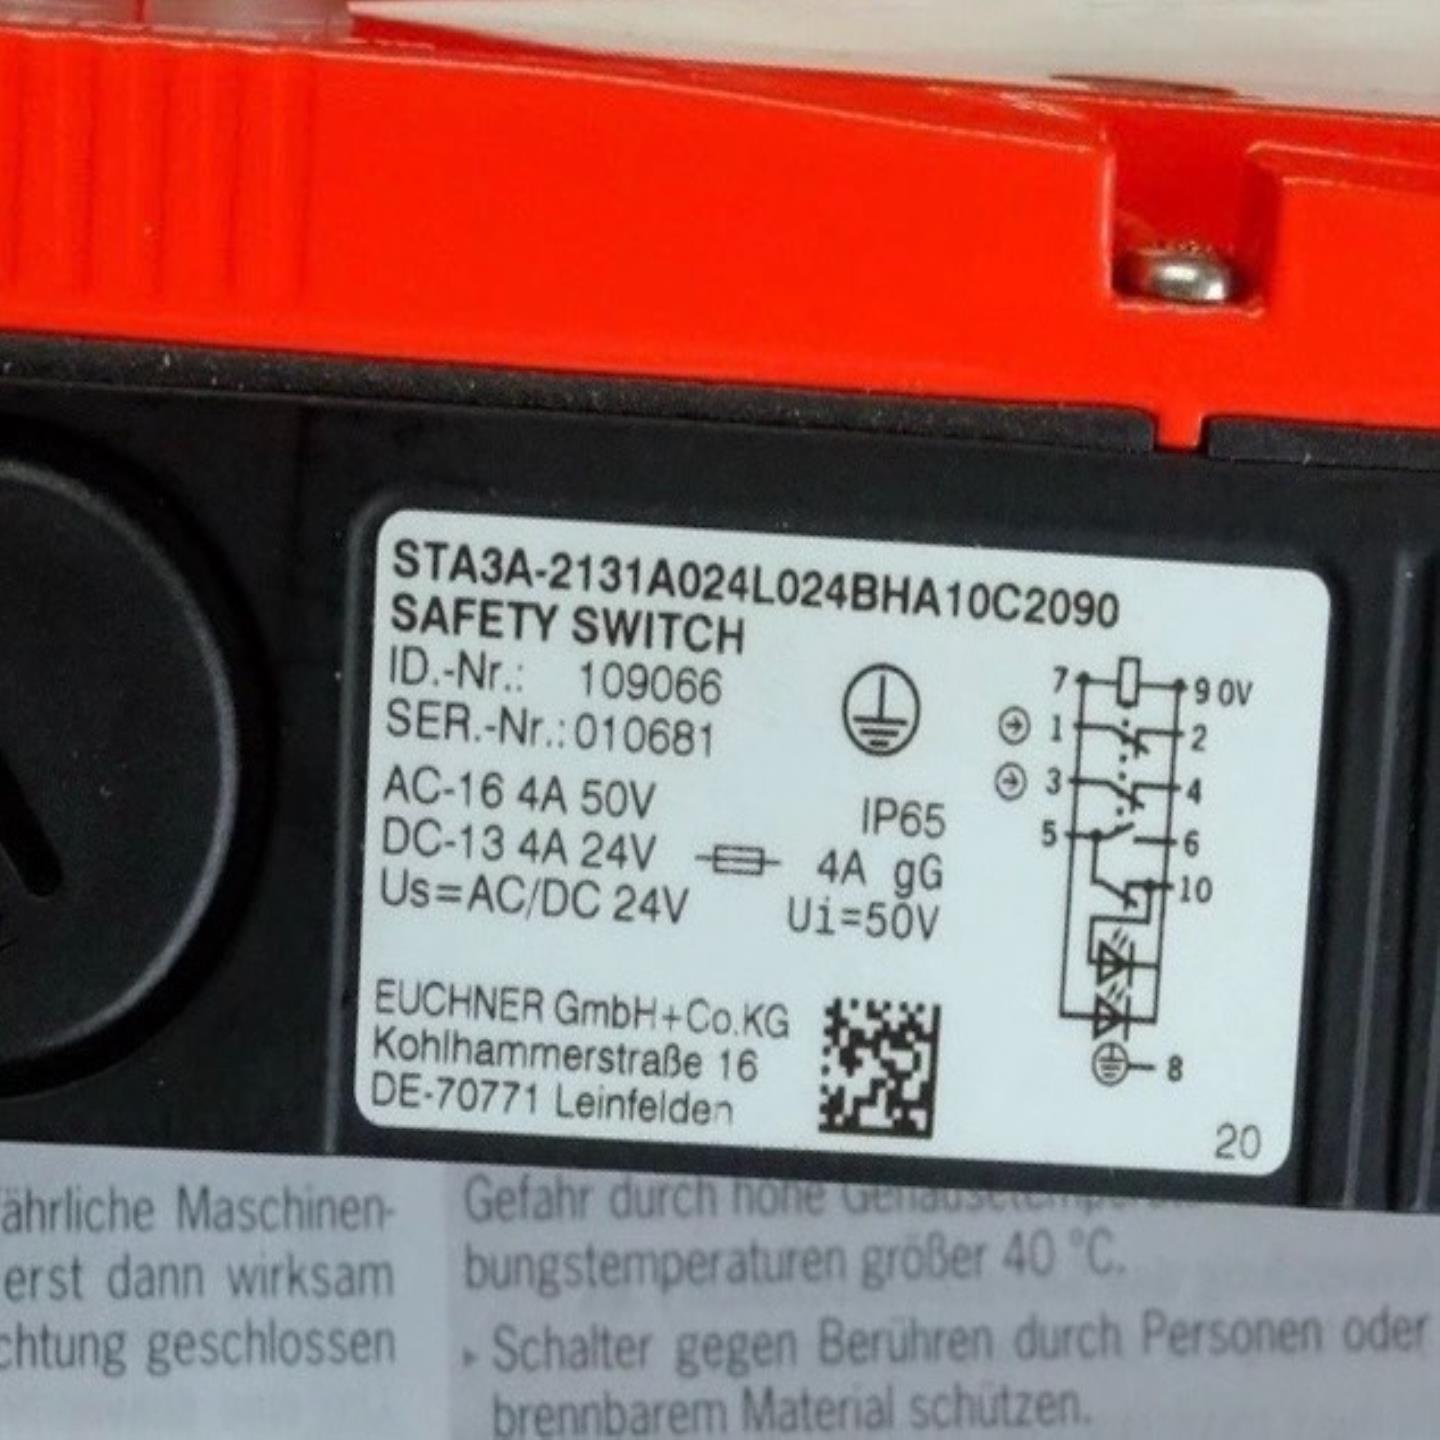 STA3A-2131A024L024BHA10C2090
SAFETY SWITCH
ID.-Nr.: 109066
SER.-Nr.:010681
AC-16 4A 50V
IP65
DC-13 4A 24V 4A gG
Us=AC/DC 24V Ui=50V
EUCHNER GmbH+Co.KG
Kohlhammerstraße 16
DE-70771 Leinfelden
7 9 0V
1 2
3 4
5 6
10
8
20
ährliche Maschinen-
erst dann wirksam
chtung geschlossen
Gefahr durch hohe
bungstemperaturen größer 40 °C.
▸ Schalter gegen Berühren durch Personen oder
brennbarem Material schützen.